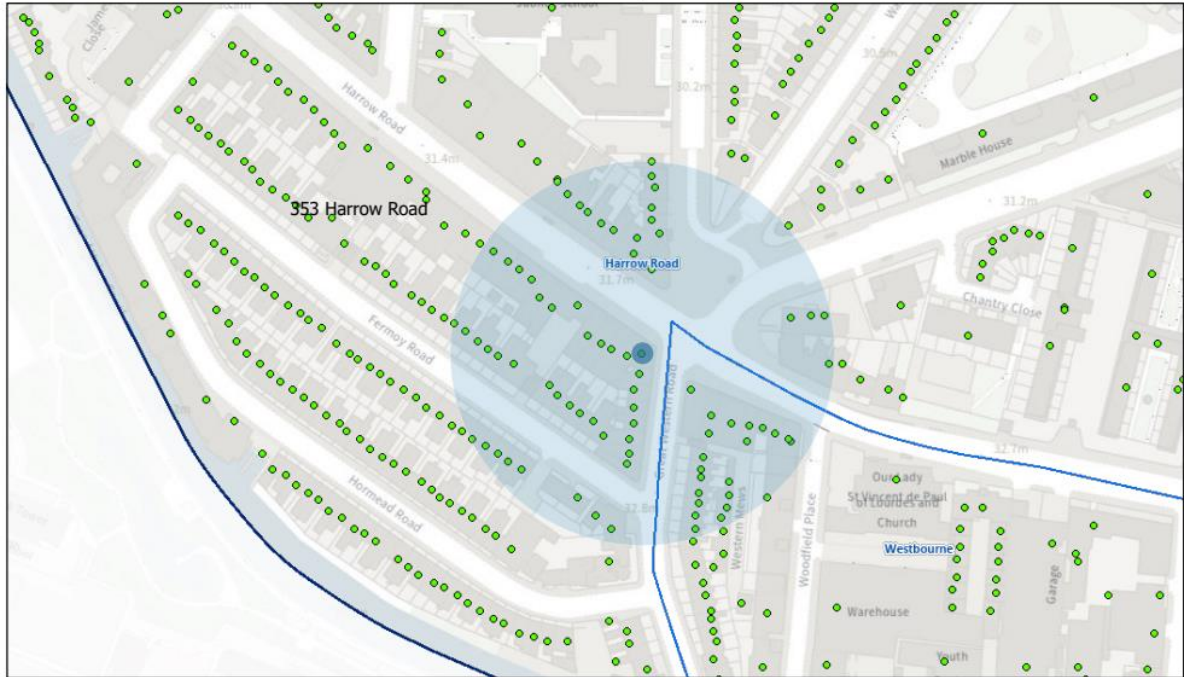 Close
Harrow Road
30.2m
30.5m
31.4m
Marble House
353 Harrow Road
31.2m
Harrow Road
31.7m
Chantry Close
Fermoy Road
Great Western Road
32.7m
Hormead Road
32.8m
Our Lady
of Lourdes and
St Vincent de Paul
Church
Western Mews
Woodfield Place
Westbourne
Garage
Warehouse
Youth